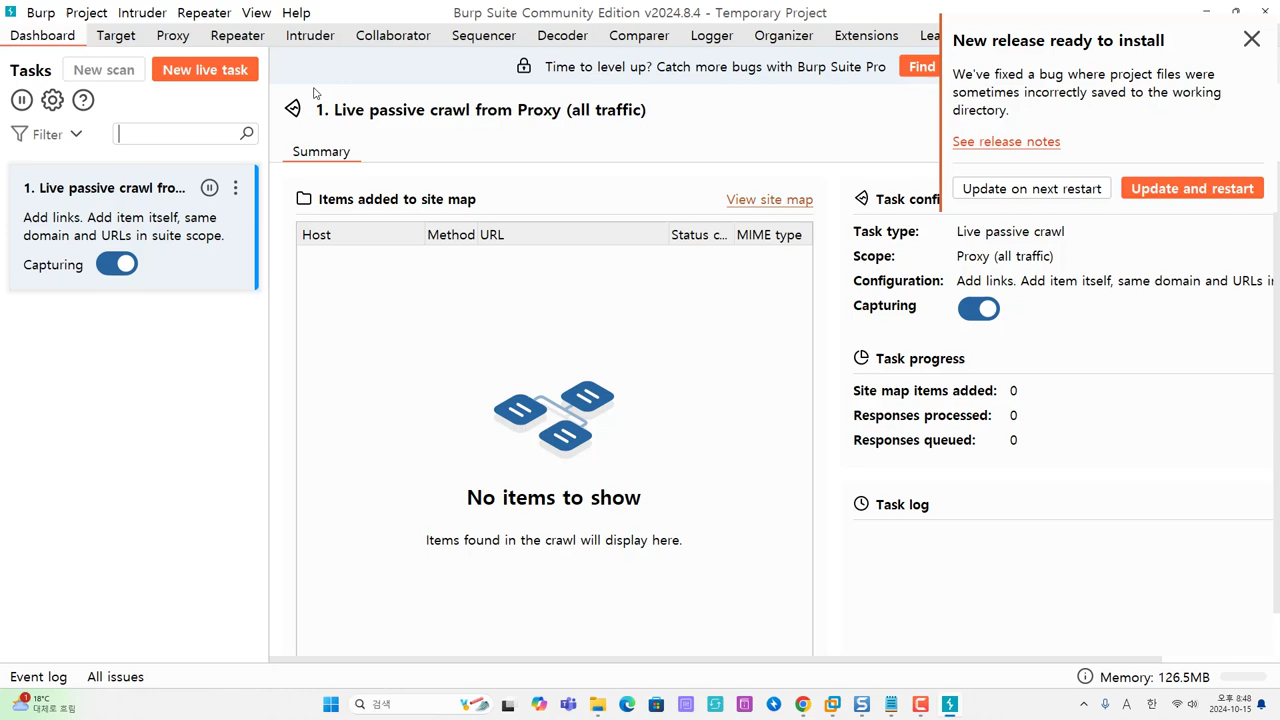 Burp Project Intruder Repeater View Help
Burp Suite Community Edition v2024.8.4 - Temporary Project
Dashboard Target Proxy Repeater Intruder Collaborator Sequencer Decoder Comparer Logger Organizer Extensions Lea
Tasks New scan New live task
Filter
1. Live passive crawl fro...
Add links. Add item itself, same
domain and URLs in suite scope.
Capturing
Time to level up? Catch more bugs with Burp Suite Pro Find
1. Live passive crawl from Proxy (all traffic)
Summary
Items added to site map View site map
Host Method URL Status c... MIME type
No items to show
Items found in the crawl will display here.
New release ready to install
We've fixed a bug where project files were
sometimes incorrectly saved to the working
directory.
See release notes
Update on next restart Update and restart
Task confi
Task type: Live passive crawl
Scope: Proxy (all traffic)
Configuration: Add links. Add item itself, same domain and URLs i
Capturing
Task progress
Site map items added: 0
Responses processed: 0
Responses queued: 0
Task log
Event log All issues
Memory: 126.5MB
1
18°C
대체로 흐림
검색
A 한
오후 8:48
2024-10-15